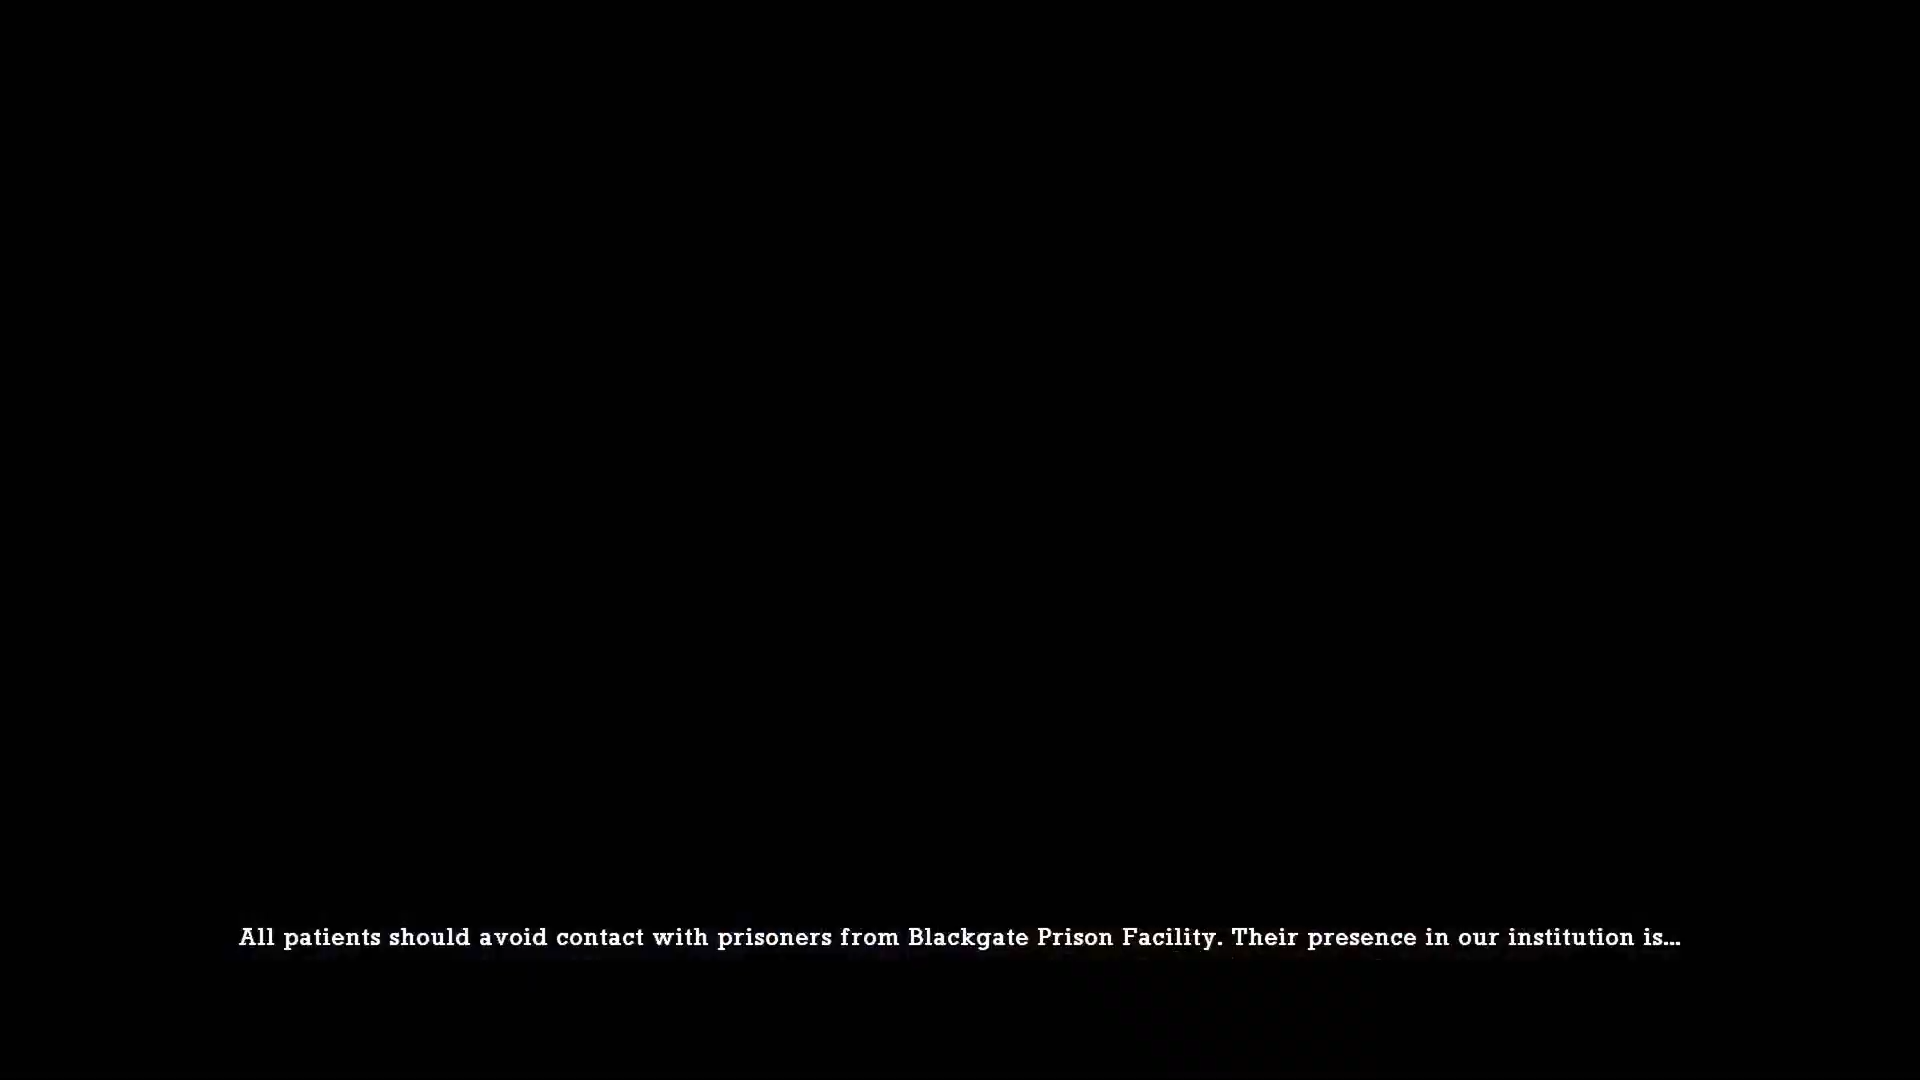 All patients should avoid contact with prisoners from Blackgate Prison Facility. Their presence in our institution is...